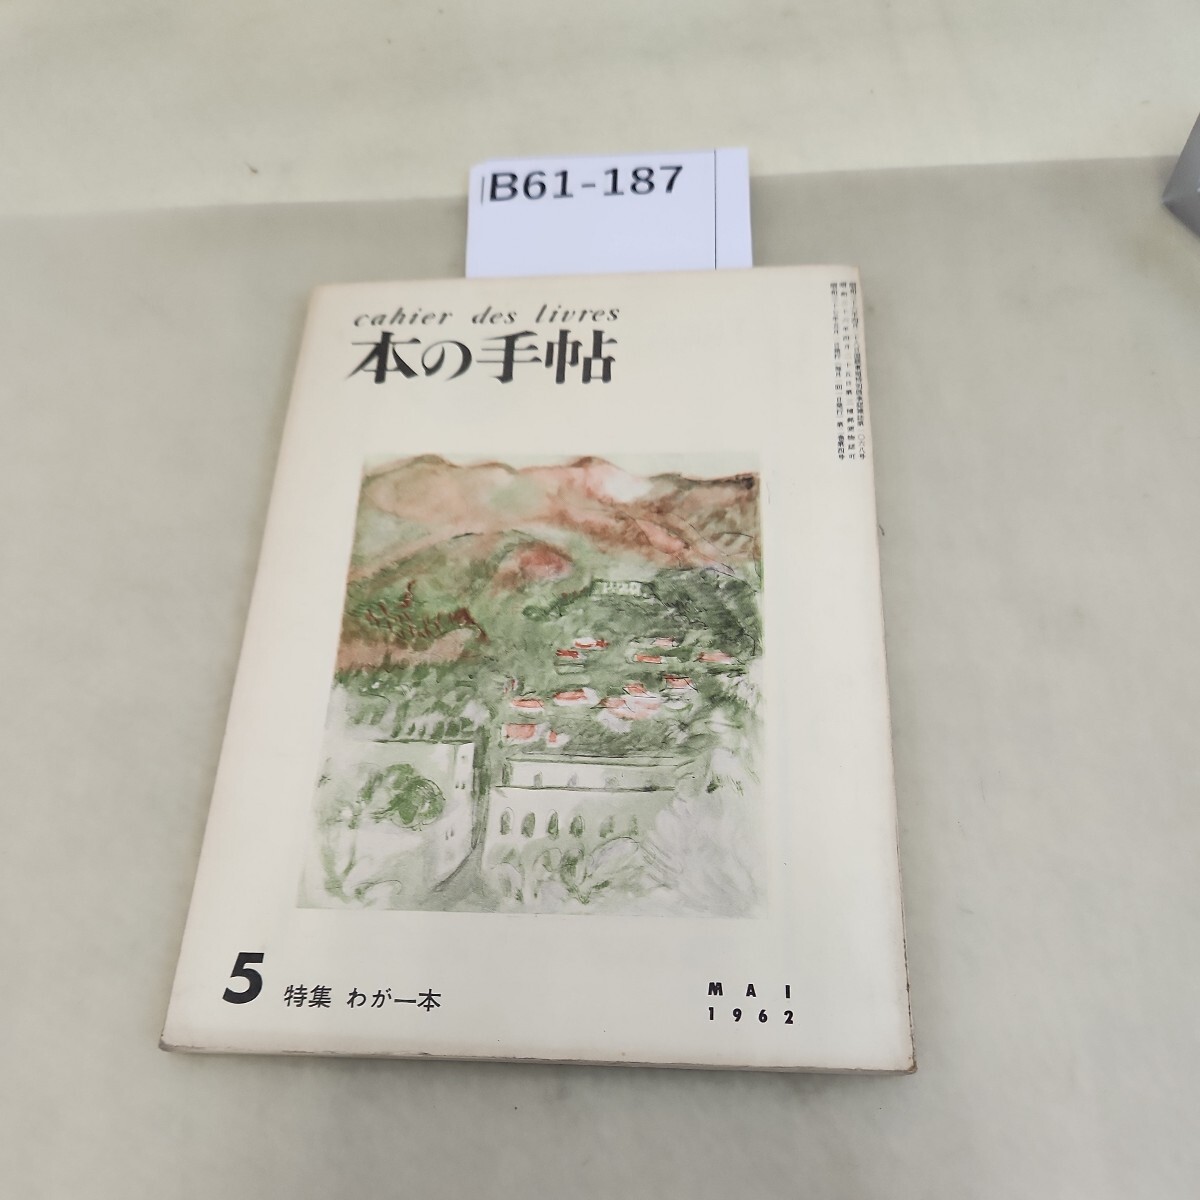 B61-187
cahier des livres
本の手帖
5 特集 わが一本
MAI
1962